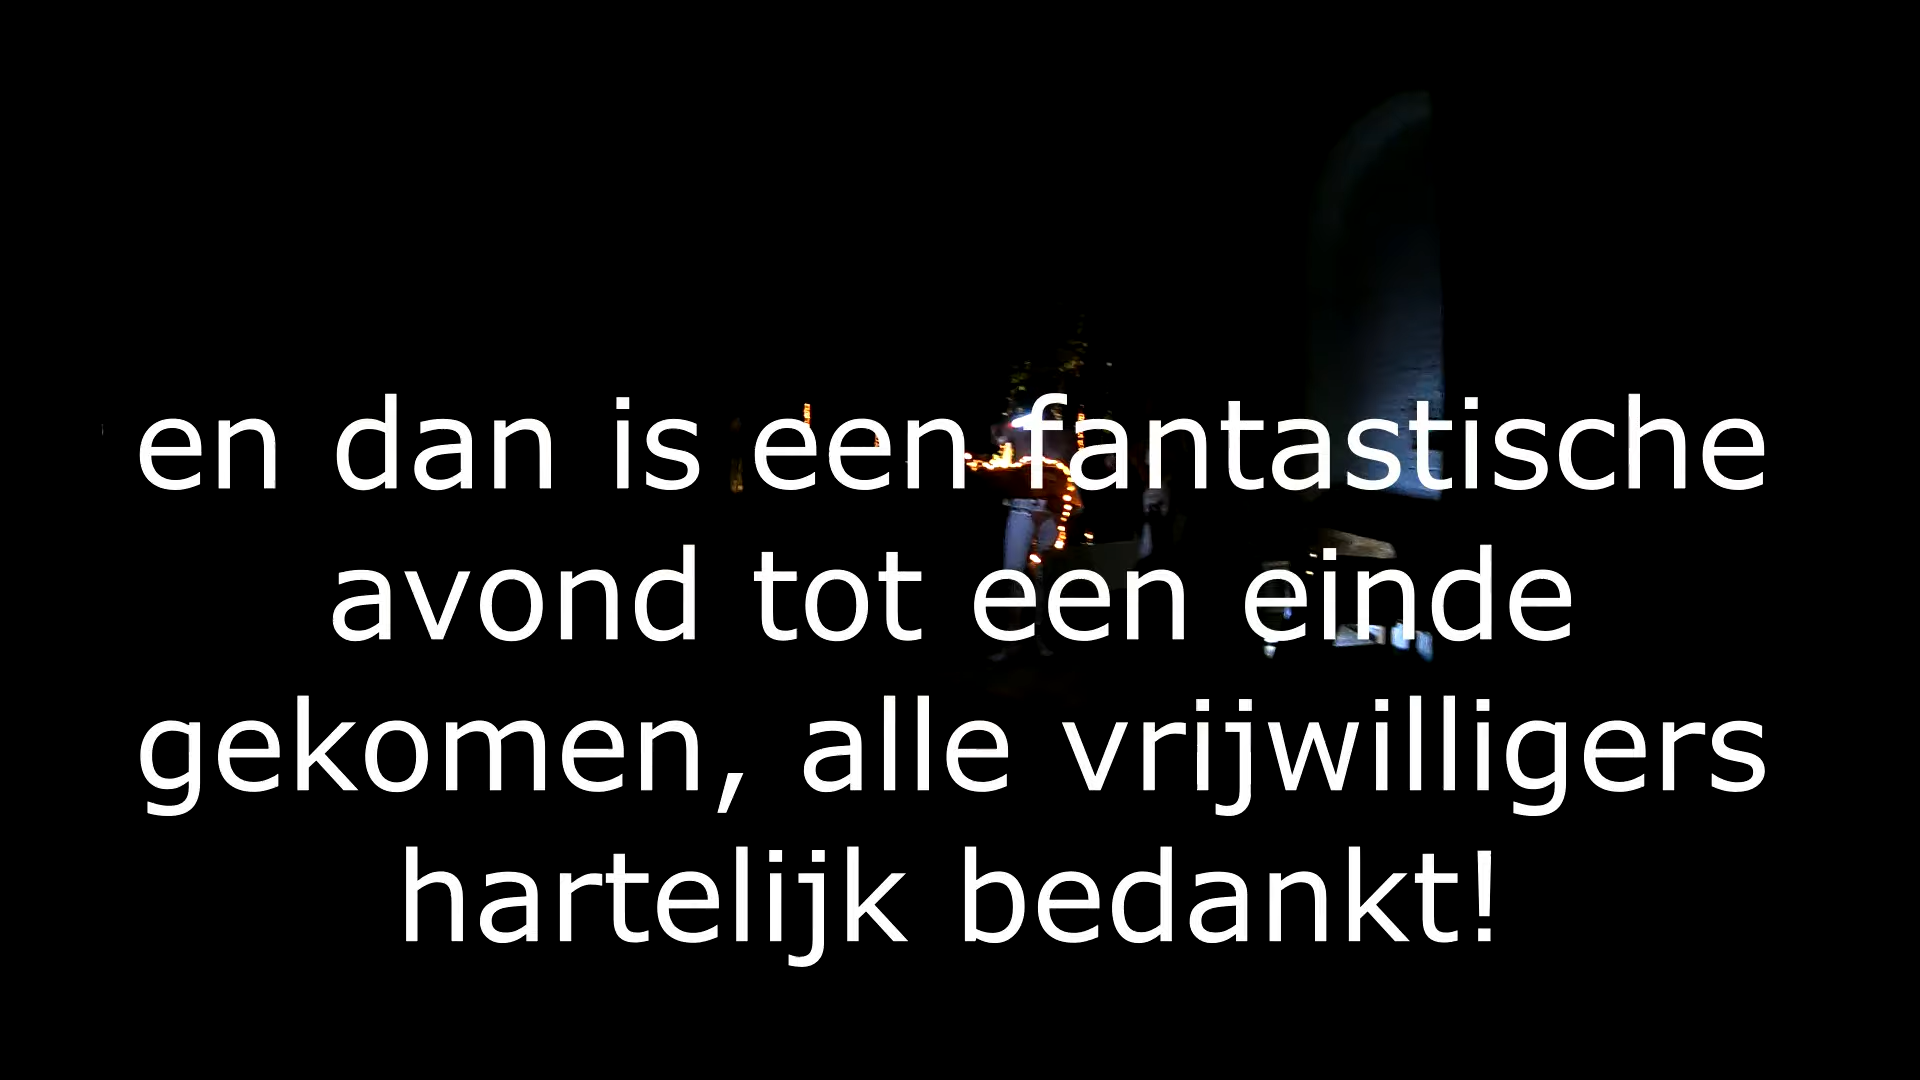 en dan is een fantastische
avond tot een einde
gekomen, alle vrijwilligers
hartelijk bedankt!